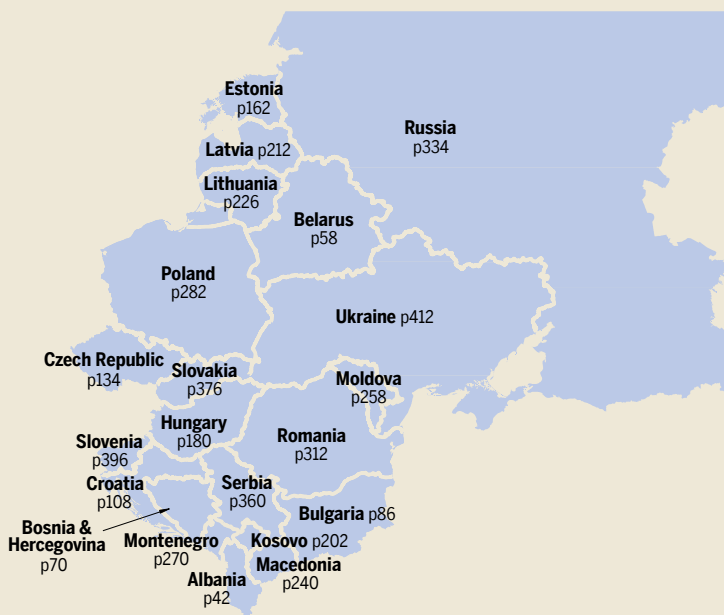 Estonia
p162
Russia
p334
Latvia p212
Lithuania
p226
Belarus
p58
Poland
p282
Ukraine p412
Czech Republic
p134
Slovakia
p376
Moldova
p258
Hungary
p180
Romania
p312
Slovenia
p396
Croatia
p108
Serbia
p360
Bulgaria p86
Bosnia &
Hercegovina
p70
Montenegro
p270
Kosovo p202
Macedonia
p240
Albania
p42